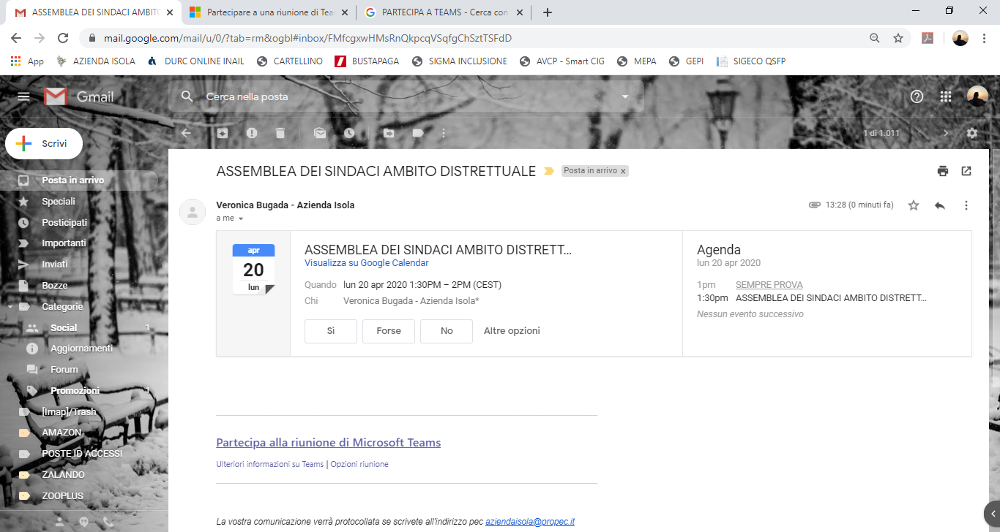 ASSEMBLEA DEI SINDACI AMBITO
Partecipare a una riunione di Tea
PARTECIPA A TEAMS - Cerca con
mail.google.com/mail/u/0/?tab=rm&ogbl#inbox/FMfcgxwHMsRnQkpcqVSqfgChSztTSFdD
App AZIENDA ISOLA DURC ONLINE INAIL CARTELLINO BUSTAPAGA SIGMA INCLUSIONE AVCP - Smart CIG MEPA GEPI SIGECO QSFP
Gmail
Cerca nella posta
1 di 1.011
Scrivi
Posta in arrivo
Speciali
Posticipati
Importanti
Inviati
Bozze
Categorie
Social 1
Aggiornamenti
Forum
Promozioni 1
[Imap]/Trash
AMAZON
POSTE ID ACCESSI
ZALANDO
ZOOPLUS
ASSEMBLEA DEI SINDACI AMBITO DISTRETTUALE
Posta in arrivo x
Veronica Bugada - Azienda Isola
13:28 (0 minuti fa)
a me
apr
20
lun
ASSEMBLEA DEI SINDACI AMBITO DISTRETT...
Visualizza su Google Calendar
Quando lun 20 apr 2020 1:30PM – 2PM (CEST)
Chi Veronica Bugada - Azienda Isola*
Sì Forse No Altre opzioni
Agenda
lun 20 apr 2020
1pm SEMPRE PROVA
1:30pm ASSEMBLEA DEI SINDACI AMBITO DISTRETT...
Nessun evento successivo
Partecipa alla riunione di Microsoft Teams
Ulteriori informazioni su Teams | Opzioni riunione
La vostra comunicazione verrà protocollata se scrivete all'indirizzo pec aziendaisola@propec.it